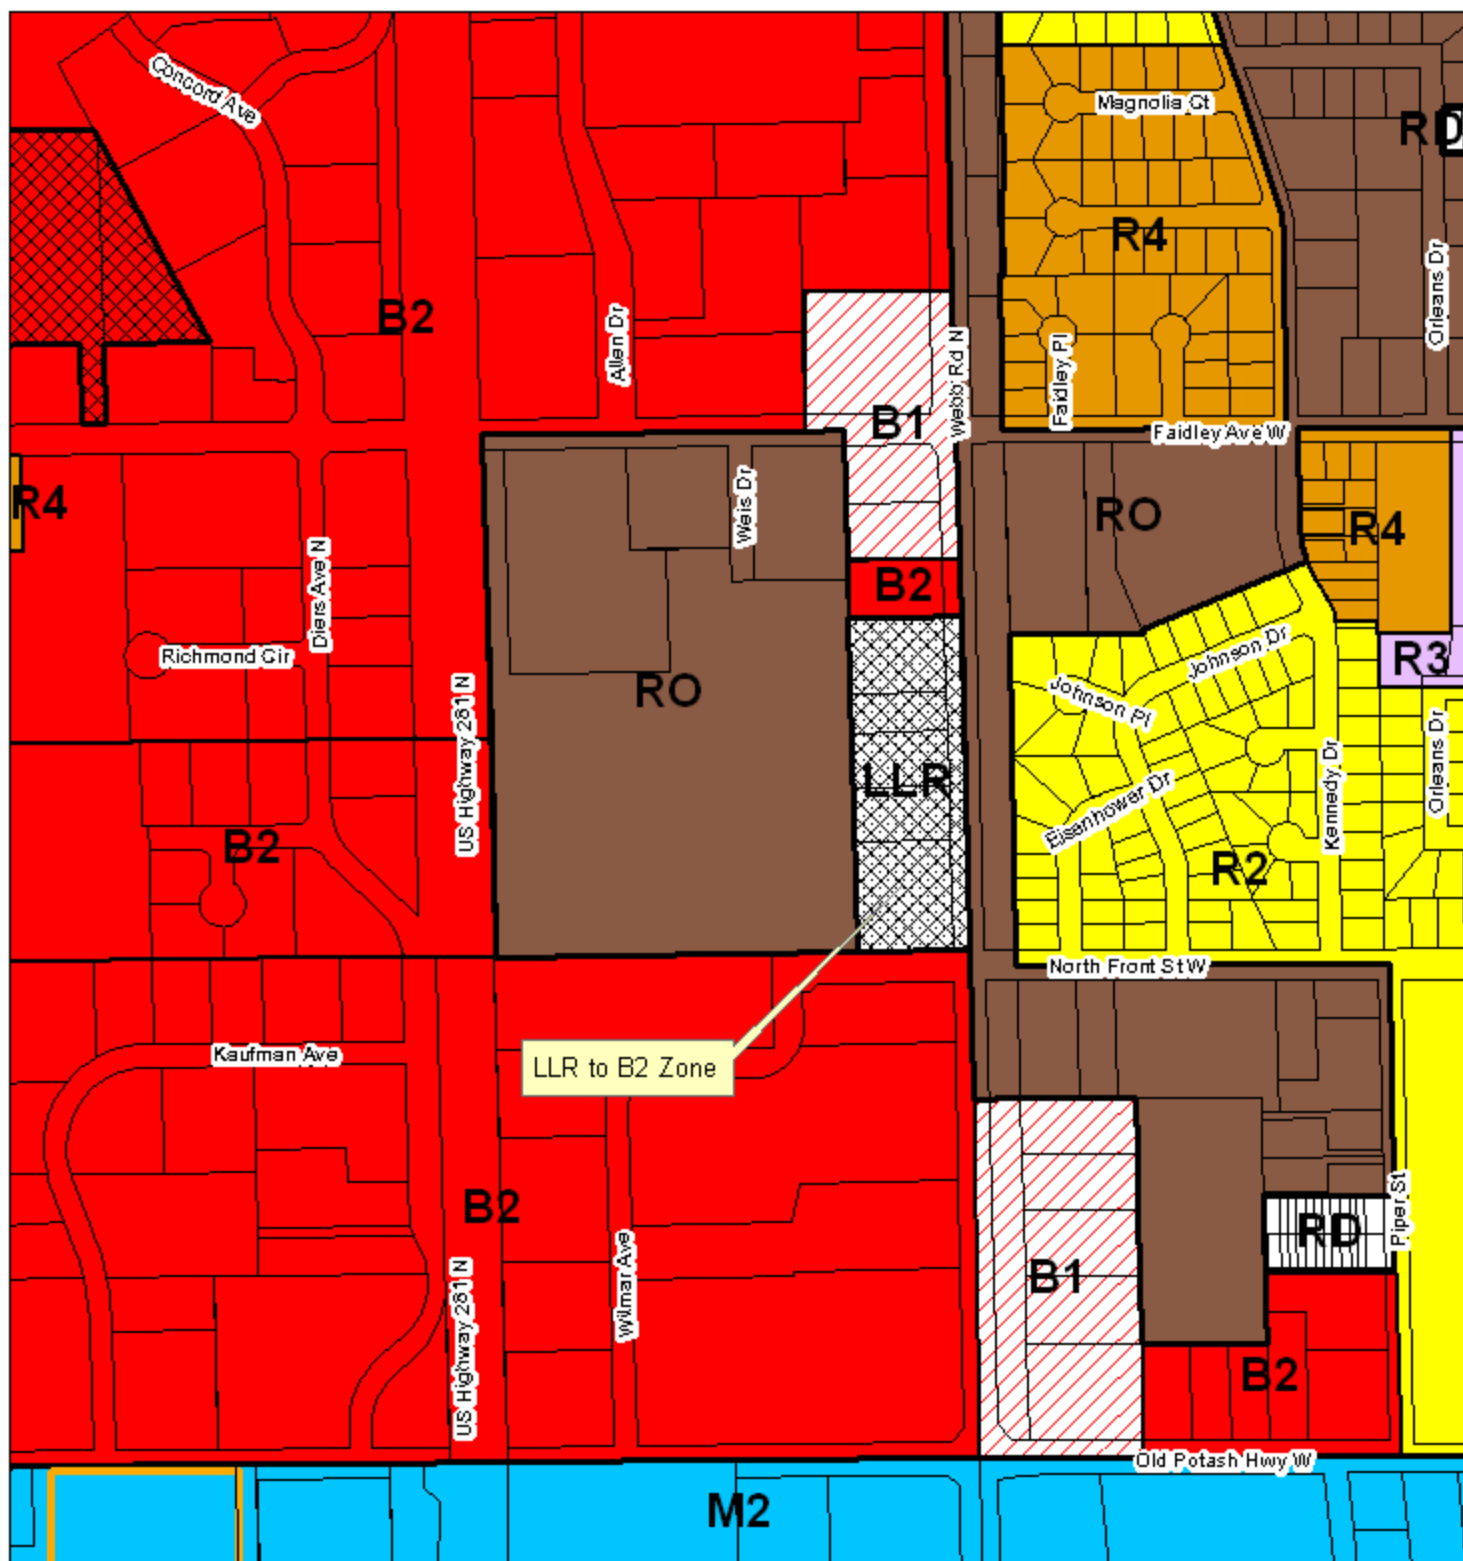 Concord Ave
Magnolia Ct
RD
R4
B2
Allen Dr
Orleans Dr
Faidley Pl
Webb Rd N
B1
Faidley Ave W
R4
Weis Dr
RO
R4
Diers Ave N
B2
Richmond Cir
Johnson Dr
R3
RO
Johnson Pl
US Highway 281 N
LLR
Orleans Dr
Kennedy Dr
Eisenhower Dr
B2
R2
North Front St W
Kaufman Ave
LLR to B2 Zone
B2
Piper St
RD
Wilmar Ave
B1
US Highway 281 N
B2
Old Potash Hwy W
M2